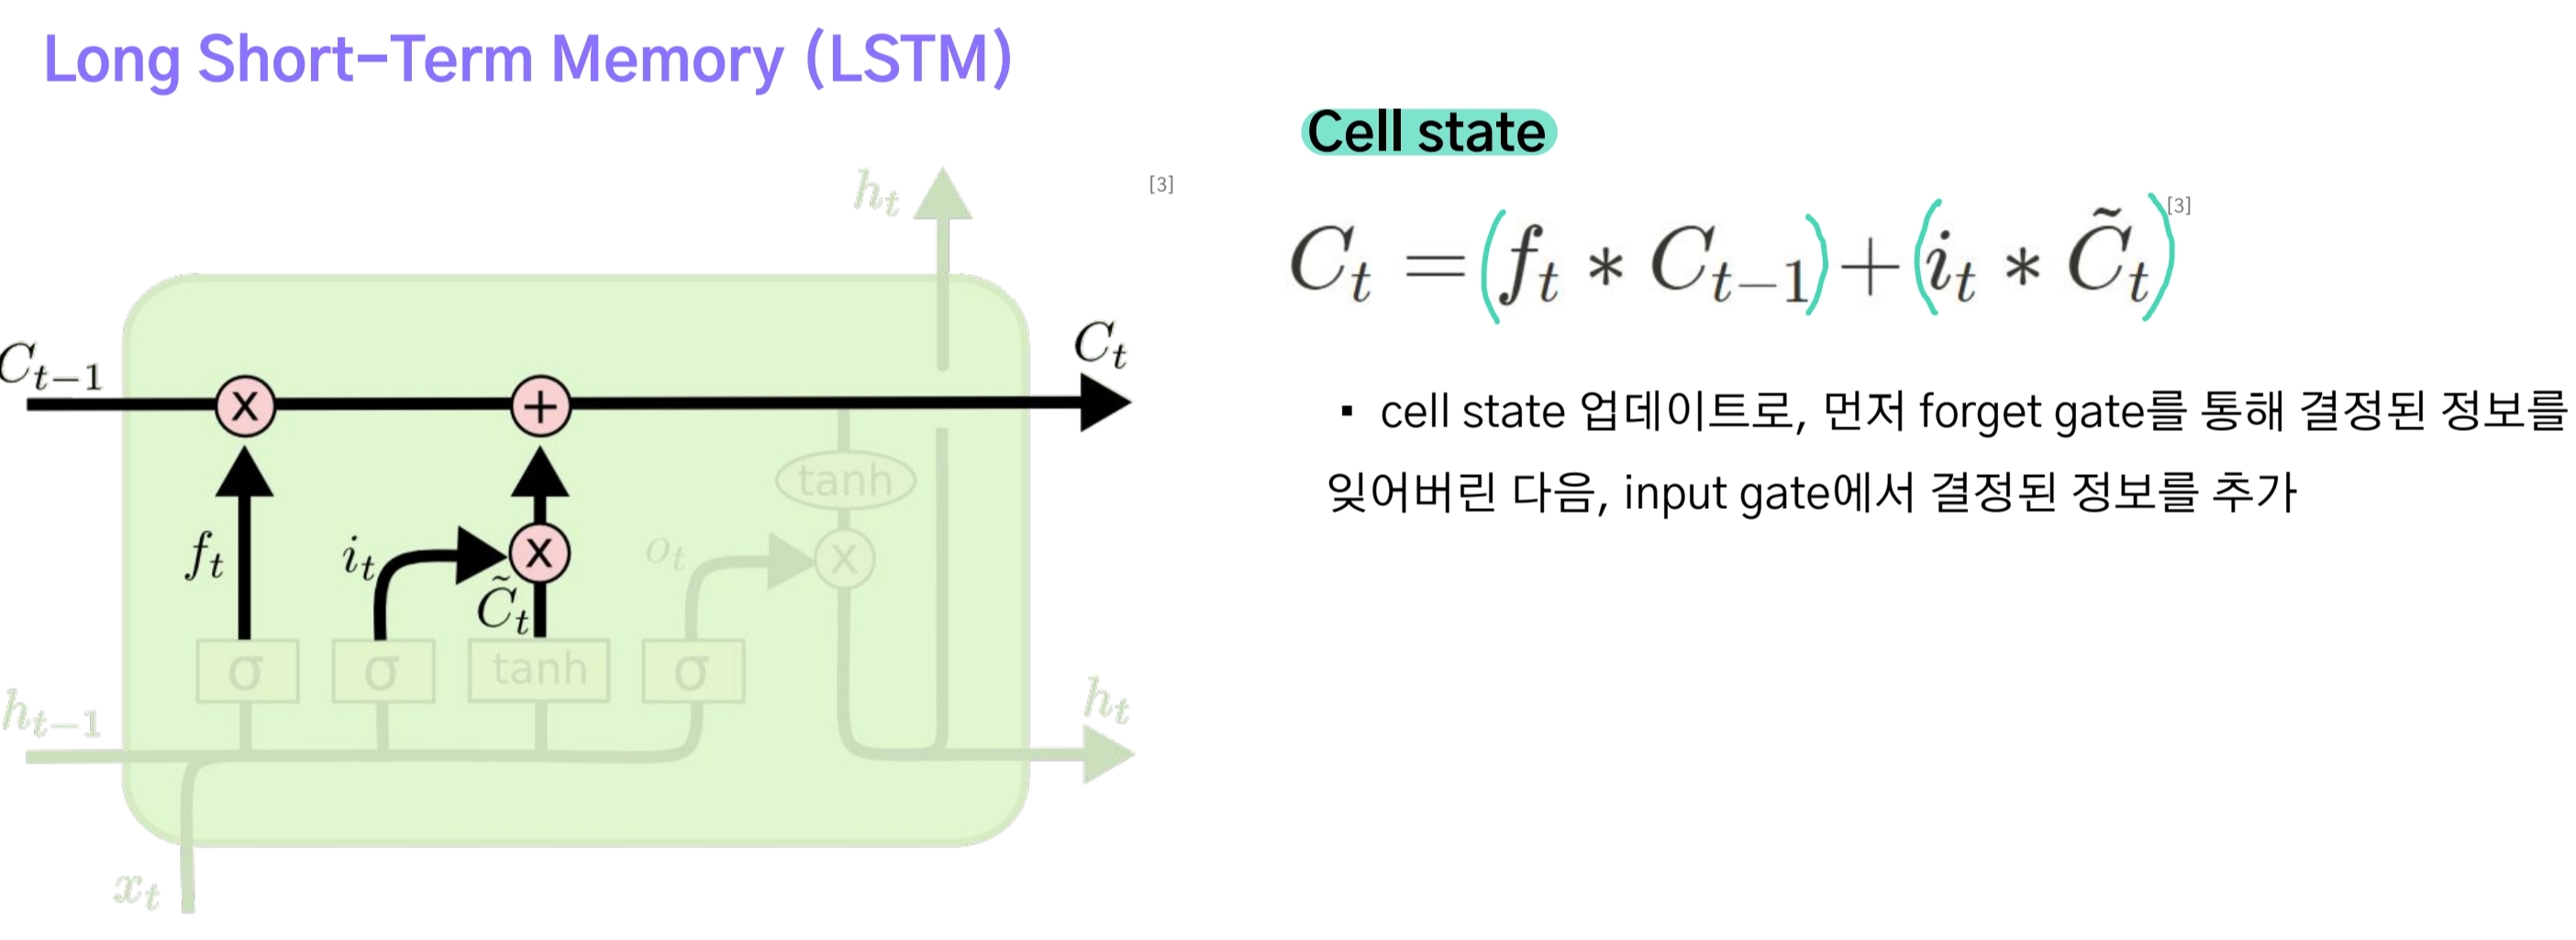 Long Short-Term Memory (LSTM)
h_t
[3]
C_{t-1}
C_t
x
+
tanh
f_t
i_t
x
o_t
x
C̃_t
σ
σ
tanh
σ
h_{t-1}
h_t
x_t
Cell state
C_t = (f_t * C_{t-1}) + (i_t * C̃_t)
[3]
▪ cell state 업데이트로, 먼저 forget gate를 통해 결정된 정보를
잊어버린 다음, input gate에서 결정된 정보를 추가